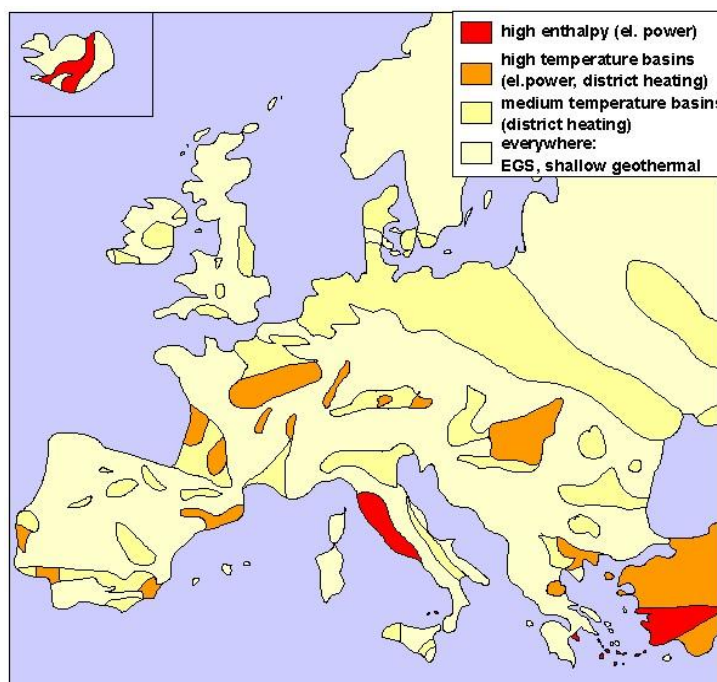 high enthalpy (el. power)
high temperature basins
(el.power, district heating)
medium temperature basins
(district heating)
everywhere:
EGS, shallow geothermal